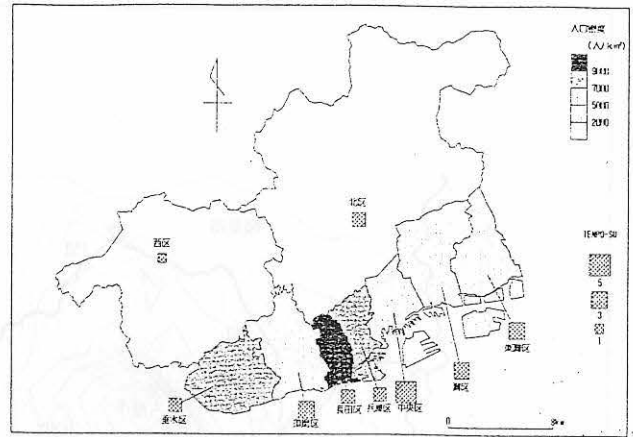 人口密度
(人/k㎡)
9000
7000
5000
2000
北区
西区
TEMPO-SU
5
3
1
東灘区
灘区
中央区
兵庫区
長田区
須磨区
垂水区
0